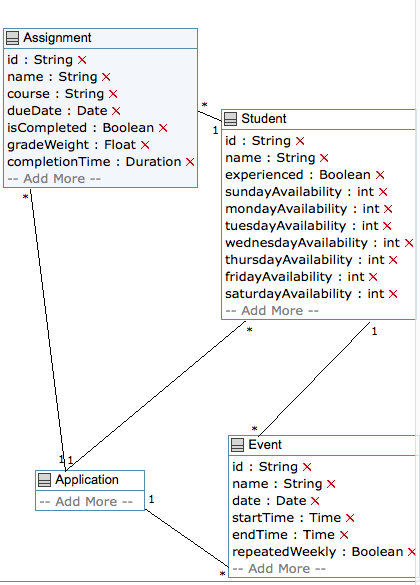 Assignment
id : String
name : String
course : String
dueDate : Date
isCompleted : Boolean
gradeWeight : Float
completionTime : Duration
-- Add More --
*
1
Student
id : String
name : String
experienced : Boolean
sundayAvailability : int
mondayAvailability : int
tuesdayAvailability : int
wednesdayAvailability : int
thursdayAvailability : int
fridayAvailability : int
saturdayAvailability : int
-- Add More --
*
*
1
*
1
1
Application
-- Add More --
1
*
Event
id : String
name : String
date : Date
startTime : Time
endTime : Time
repeatedWeekly : Boolean
-- Add More --